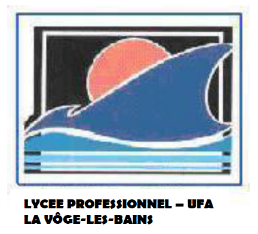 LYCEE PROFESSIONNEL – UFA
LA VÔGE-LES-BAINS